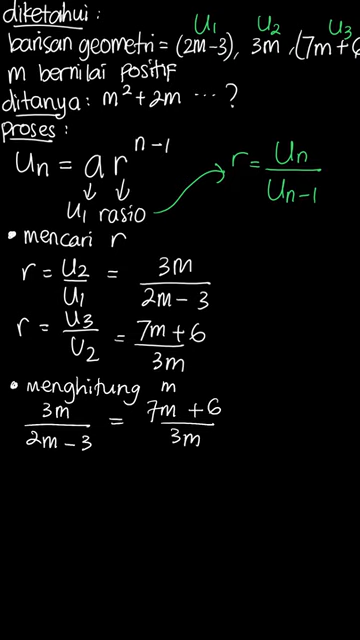 diketahui: U₁ U₂ U₃
barisan geometri = (2m-3), 3m, (7m+6
m bernilai positif
ditanya: m² + 2m ...?
proses:
Un = a r^(n-1)
r = Un / Un-1
U₁ rasio
• mencari r
r = U₂/U₁ = 3m / 2m-3
r = U₃/U₂ = 7m+6 / 3m
• menghitung m
3m / 2m-3 = 7m+6 / 3m